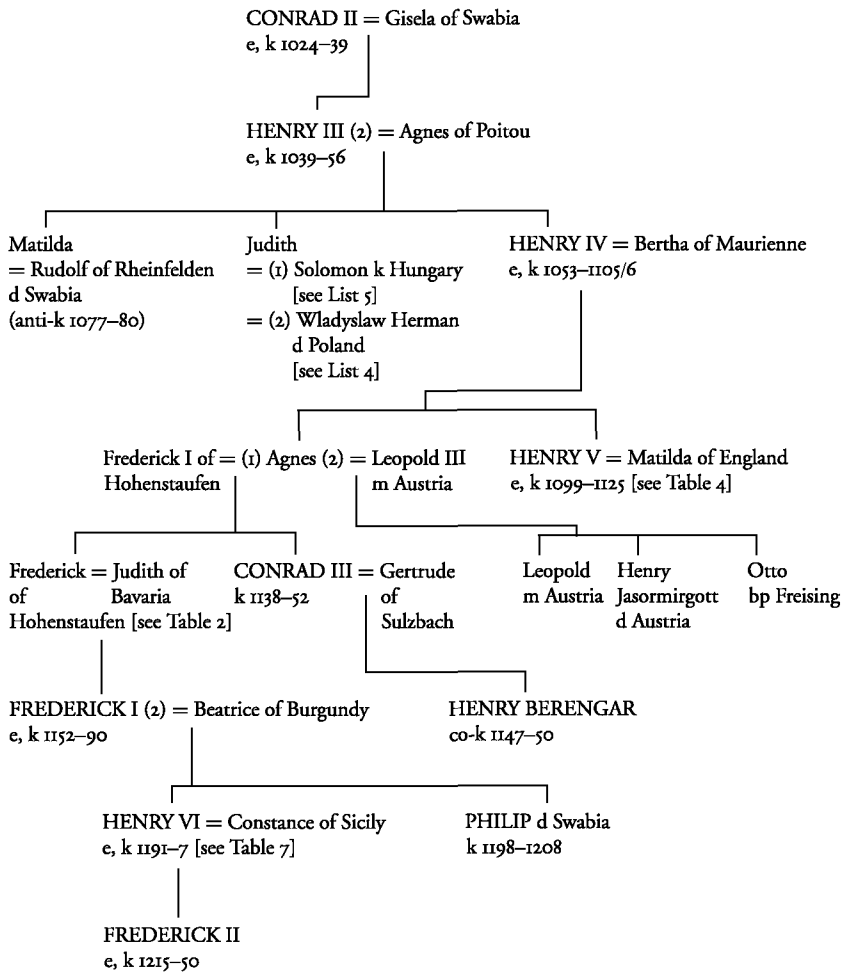 CONRAD II = Gisela of Swabia
e, k 1024–39
HENRY III (2) = Agnes of Poitou
e, k 1039–56
Matilda
= Rudolf of Rheinfelden
d Swabia
(anti-k 1077–80)
Judith
= (1) Solomon k Hungary
[see List 5]
= (2) Wladyslaw Herman
d Poland
[see List 4]
HENRY IV = Bertha of Maurienne
e, k 1053–1105/6
Frederick I of = (1) Agnes (2) = Leopold III
Hohenstaufen
m Austria
HENRY V = Matilda of England
e, k 1099–1125 [see Table 4]
Frederick = Judith of
of Bavaria
Hohenstaufen [see Table 2]
CONRAD III = Gertrude
k 1138–52 of
Sulzbach
Leopold
m Austria
Henry
Jasormirgott
d Austria
Otto
bp Freising
FREDERICK I (2) = Beatrice of Burgundy
e, k 1152–90
HENRY BERENGAR
co-k 1147–50
HENRY VI = Constance of Sicily
e, k 1191–7 [see Table 7]
PHILIP d Swabia
k 1198–1208
FREDERICK II
e, k 1215–50